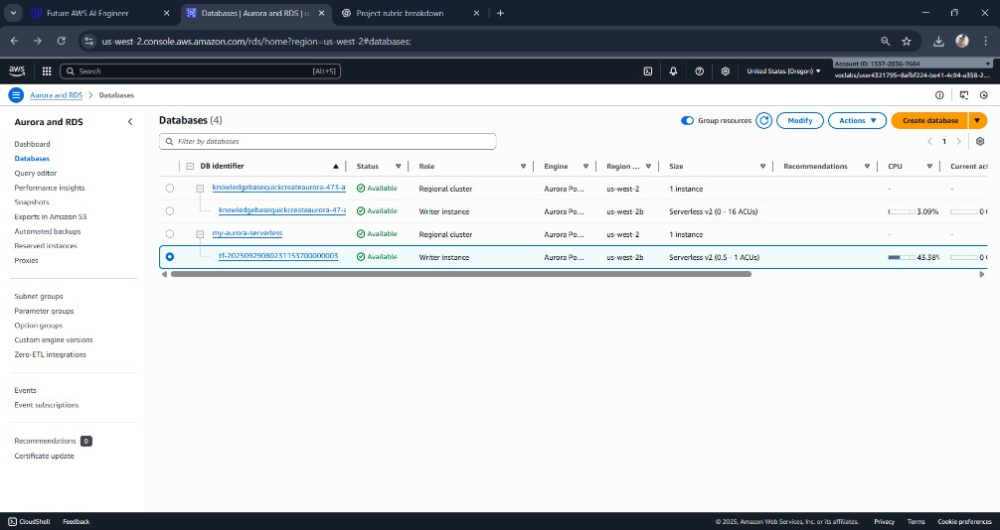 Future AWS AI Engineer
Databases | Aurora and RDS | u
Project rubric breakdown
us-west-2.console.aws.amazon.com/rds/home?region=us-west-2#databases:
aws
Search
[Alt+S]
United States (Oregon)
Account ID: 1337-2036-7604
voclabs/user4321795=8afbf224-be41-4c94-a358-2...
Aurora and RDS > Databases
Aurora and RDS
Dashboard
Databases
Query editor
Performance insights
Snapshots
Exports in Amazon S3
Automated backups
Reserved instances
Proxies
Subnet groups
Parameter groups
Option groups
Custom engine versions
Zero-ETL integrations
Events
Event subscriptions
Recommendations 0
Certificate update
Databases (4)
Group resources
Modify
Actions
Create database
Filter by databases
1
DB identifier Status Role Engine Region ... Size Recommendations CPU Current act
knowledgebasequickcreateaurora-473-a Available Regional cluster Aurora Po... us-west-2 1 instance - -
knowledgebasequickcreateaurora-47-a Available Writer instance Aurora Po... us-west-2b Serverless v2 (0 - 16 ACUs) 3.09% 0
my-aurora-serverless Available Regional cluster Aurora Po... us-west-2 1 instance - -
tf-20250929080231153700000003 Available Writer instance Aurora Po... us-west-2b Serverless v2 (0.5 - 1 ACUs) 43.38% 0
CloudShell Feedback
© 2025, Amazon Web Services, Inc. or its affiliates. Privacy Terms Cookie preferences